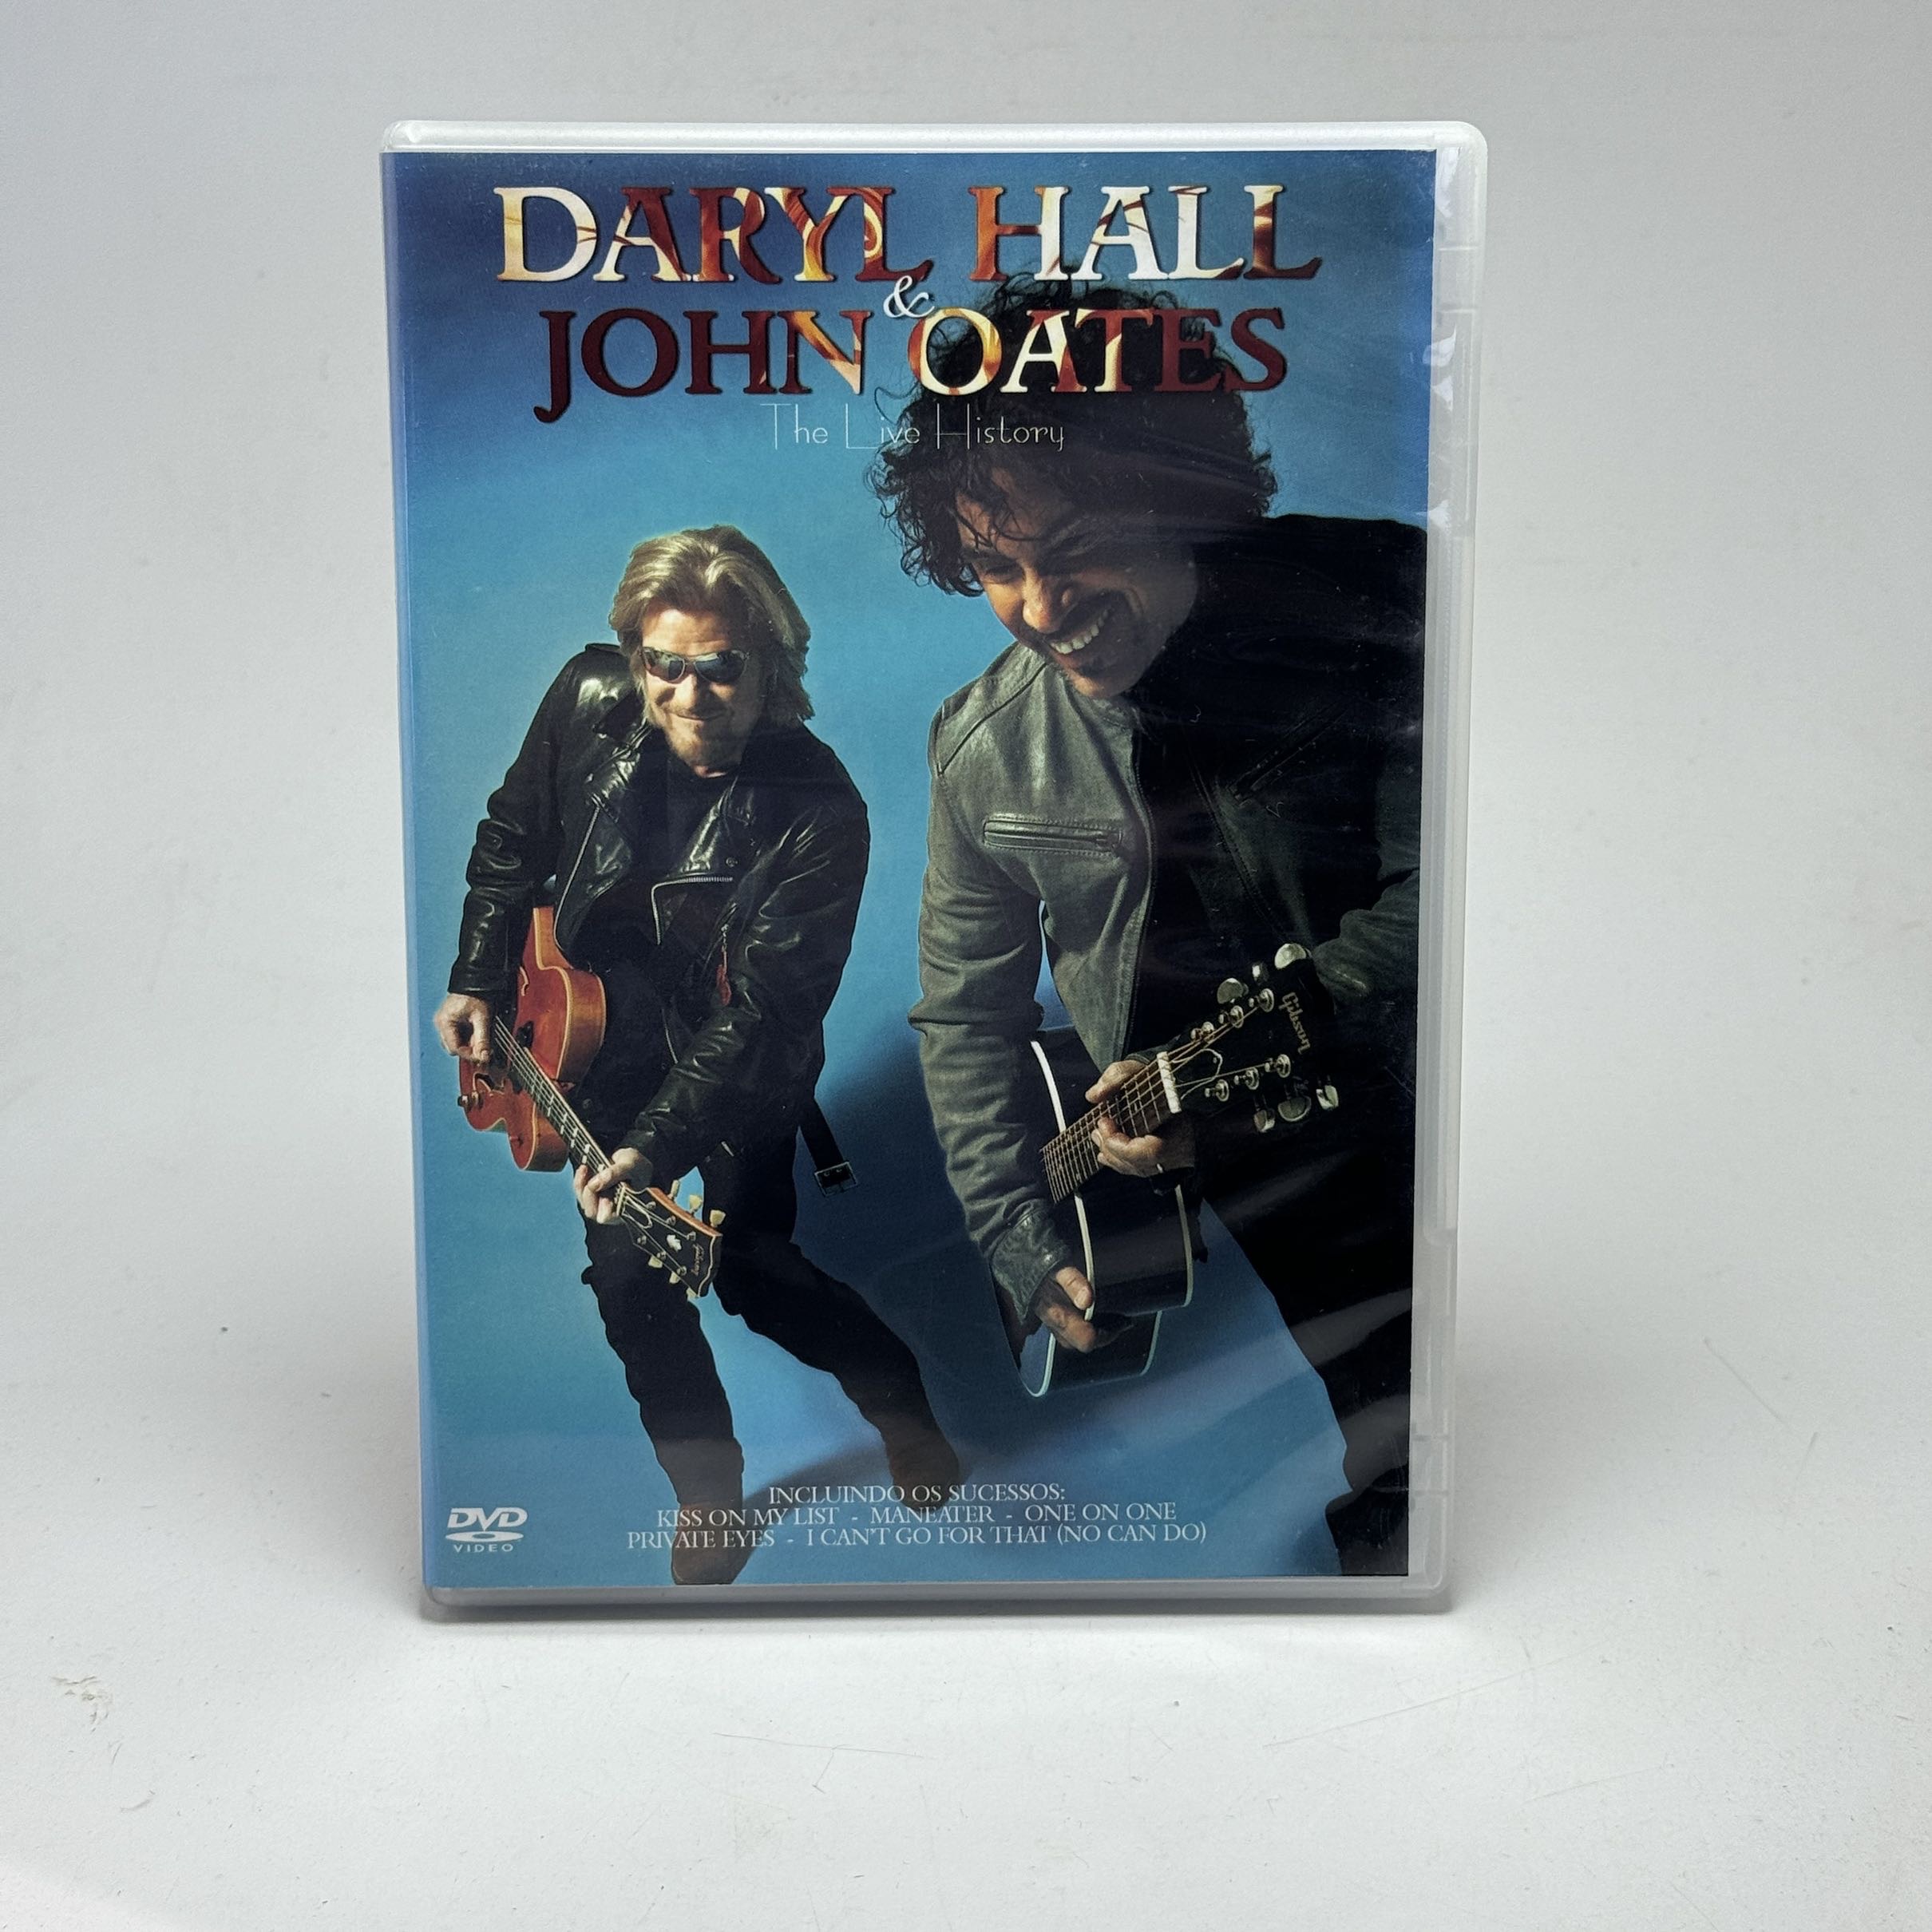 DARYL HALL
&
JOHN OATES
The Live History
Gibson
INCLUINDO OS SUCESSOS:
KISS ON MY LIST - MANEATER - ONE ON ONE
PRIVATE EYES - I CAN'T GO FOR THAT (NO CAN DO)
DVD
VIDEO